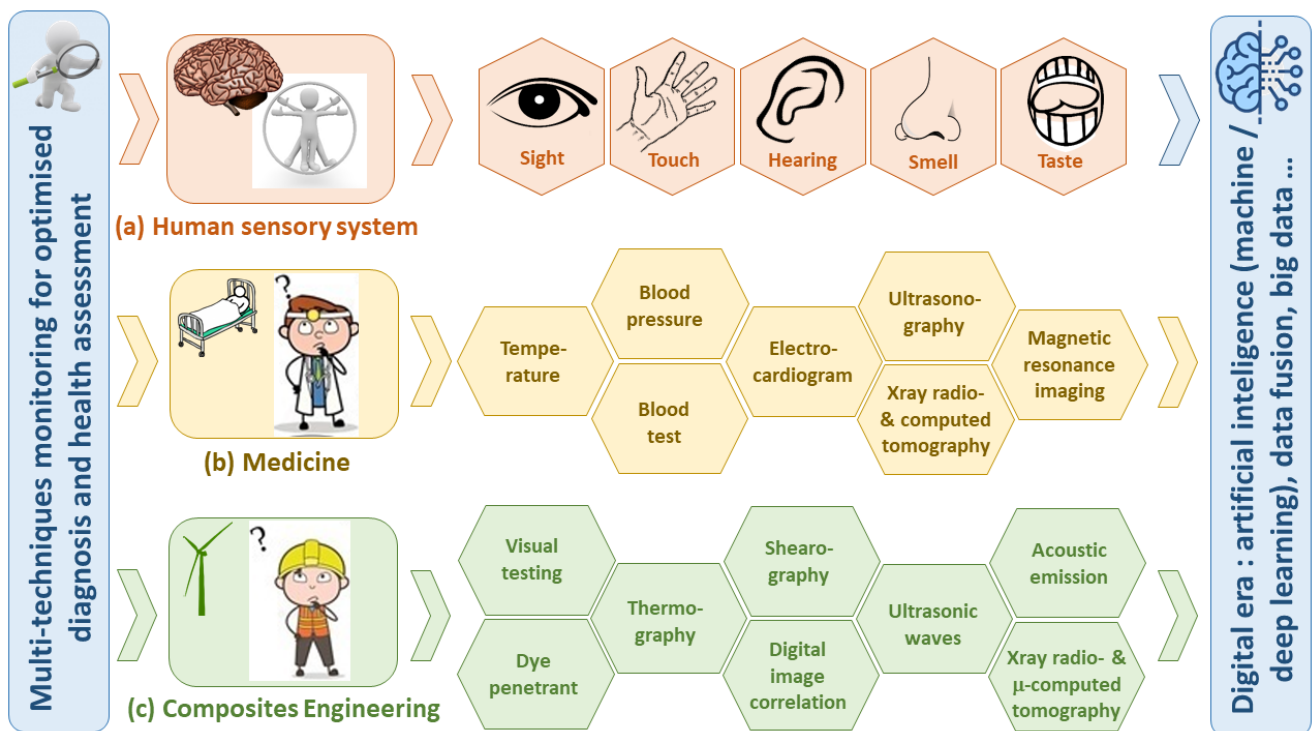 Multi-techniques monitoring for optimised
diagnosis and health assessment
Sight
Touch
Hearing
Smell
Taste
(a) Human sensory system
?
Tempe-
rature
Blood
pressure
Blood
test
Electro-
cardiogram
Ultrasono-
graphy
Xray radio-
& computed
tomography
Magnetic
resonance
imaging
(b) Medicine
?
Visual
testing
Dye
penetrant
Thermo-
graphy
Shearo-
graphy
Digital
image
correlation
Ultrasonic
waves
Acoustic
emission
Xray radio- &
μ-computed
tomography
(c) Composites Engineering
Digital era : artificial inteligence (machine /
deep learning), data fusion, big data ...